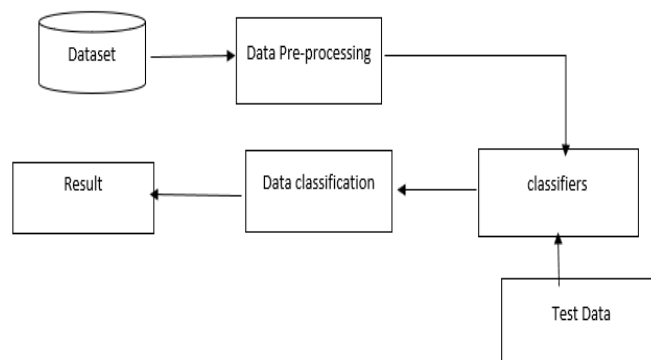 Dataset
Data Pre-processing
Result
Data classification
classifiers
Test Data